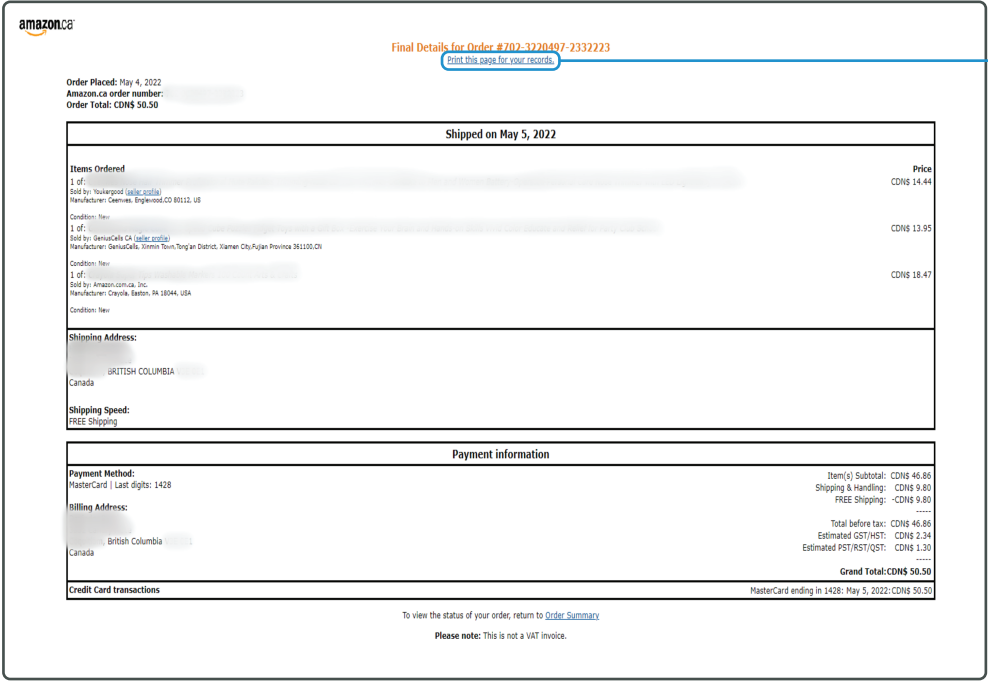 amazon.ca
Final Details for Order #702-3220497-2332223
Print this page for your records.
Order Placed: May 4, 2022
Amazon.ca order number:
Order Total: CDN$ 50.50
Shipped on May 5, 2022
Items Ordered Price
1 of: CDN$ 14.44
Sold by: Youkergood (seller profile)
Manufacturer: Ceenwes, Englewood,CO 80112, US
Condition: New
1 of: CDN$ 13.95
Sold by: GeniusCells CA (seller profile)
Manufacturer: GeniusCells, Xinmin Town,Tong'an District, Xiamen City,Fujian Province 361100,CN
Condition: New
1 of: CDN$ 18.47
Sold by: Amazon.com.ca, Inc.
Manufacturer: Crayola, Easton, PA 18044, USA
Condition: New
Shipping Address:
BRITISH COLUMBIA
Canada
Shipping Speed:
FREE Shipping
Payment information
Payment Method:
MasterCard | Last digits: 1428
Billing Address:
, British Columbia
Canada
Item(s) Subtotal: CDN$ 46.86
Shipping & Handling: CDN$ 9.80
FREE Shipping: -CDN$ 9.80
-----
Total before tax: CDN$ 46.86
Estimated GST/HST: CDN$ 2.34
Estimated PST/RST/QST: CDN$ 1.30
-----
Grand Total:CDN$ 50.50
Credit Card transactions MasterCard ending in 1428: May 5, 2022:CDN$ 50.50
To view the status of your order, return to Order Summary
Please note: This is not a VAT invoice.